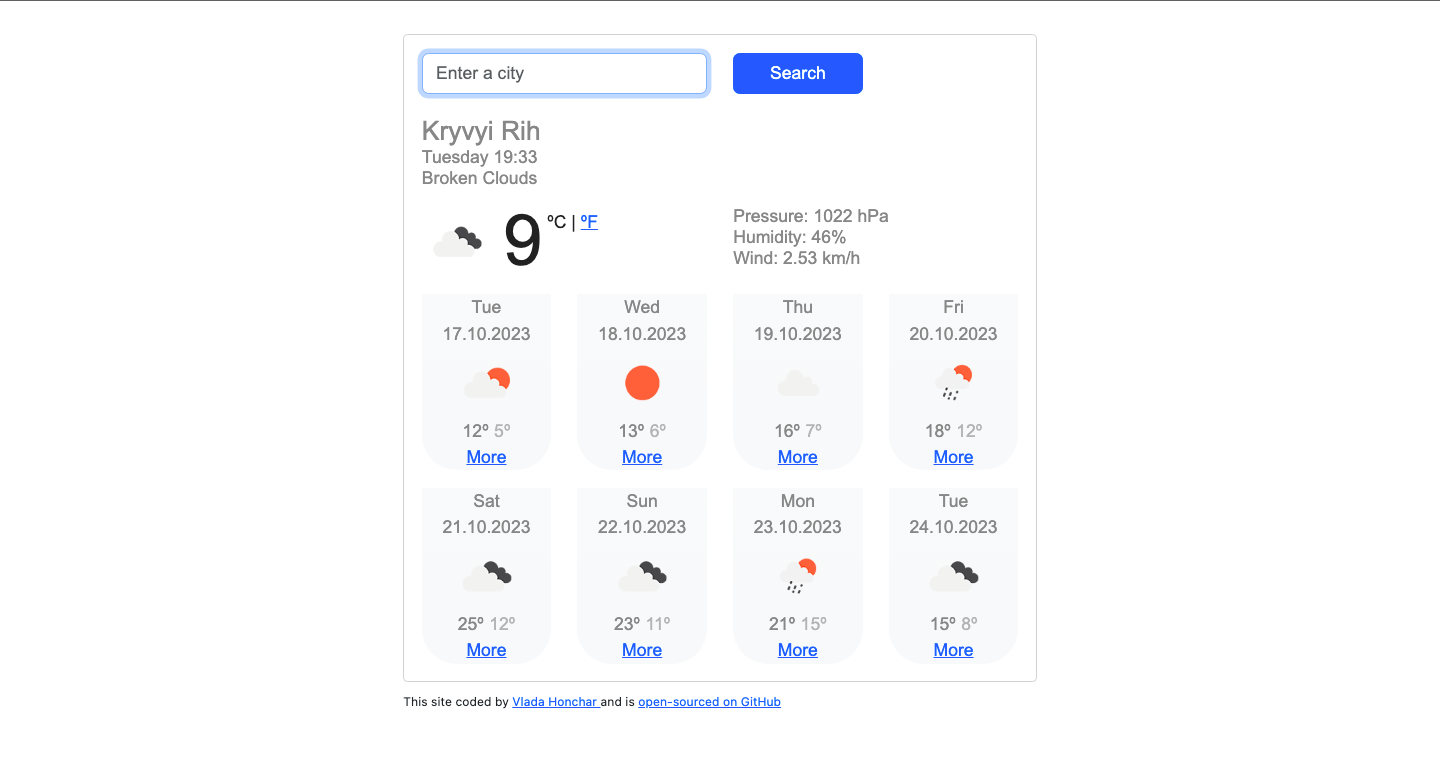 Enter a city
Search
Kryvyi Rih
Tuesday 19:33
Broken Clouds
9 ºC | ºF
Pressure: 1022 hPa
Humidity: 46%
Wind: 2.53 km/h
Tue
17.10.2023
12º 5º
More
Wed
18.10.2023
13º 6º
More
Thu
19.10.2023
16º 7º
More
Fri
20.10.2023
18º 12º
More
Sat
21.10.2023
25º 12º
More
Sun
22.10.2023
23º 11º
More
Mon
23.10.2023
21º 15º
More
Tue
24.10.2023
15º 8º
More
This site coded by Vlada Honchar and is open-sourced on GitHub